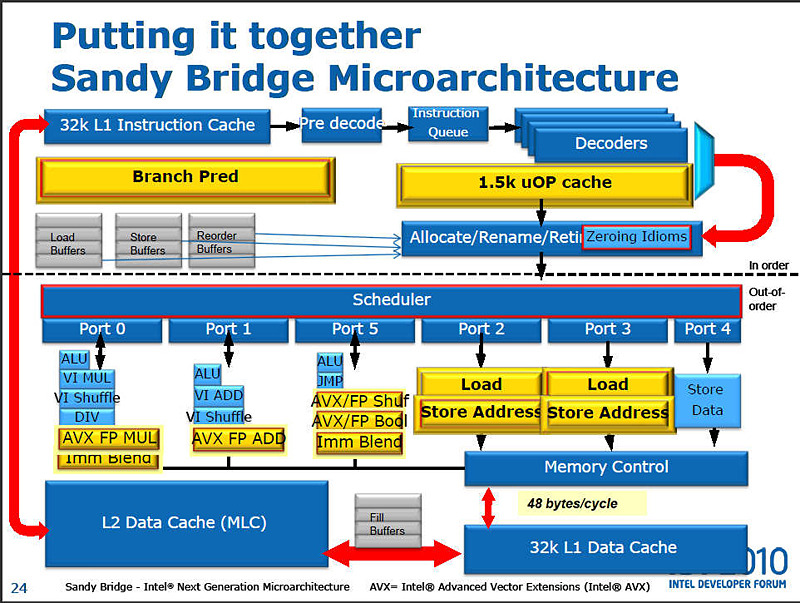 Putting it together
Sandy Bridge Microarchitecture
32k L1 Instruction Cache
Pre decode
Instruction
Queue
Decoders
Branch Pred
1.5k uOP cache
Load
Buffers
Store
Buffers
Reorder
Buffers
Allocate/Rename/Retir
Zeroing Idioms
In order
Out-of-
order
Scheduler
Port 0
Port 1
Port 5
Port 2
Port 3
Port 4
ALU
VI MUL
VI Shuffle
DIV
AVX FP MUL
Imm Blend
ALU
VI ADD
VI Shuffle
AVX FP ADD
ALU
JMP
AVX/FP Shuf
AVX/FP Bool
Imm Blend
Load
Store Address
Load
Store Address
Store
Data
Memory Control
L2 Data Cache (MLC)
Fill
Buffers
48 bytes/cycle
32k L1 Data Cache
2010
INTEL DEVELOPER FORUM
24
Sandy Bridge - Intel® Next Generation Microarchitecture
AVX= Intel® Advanced Vector Extensions (Intel® AVX)